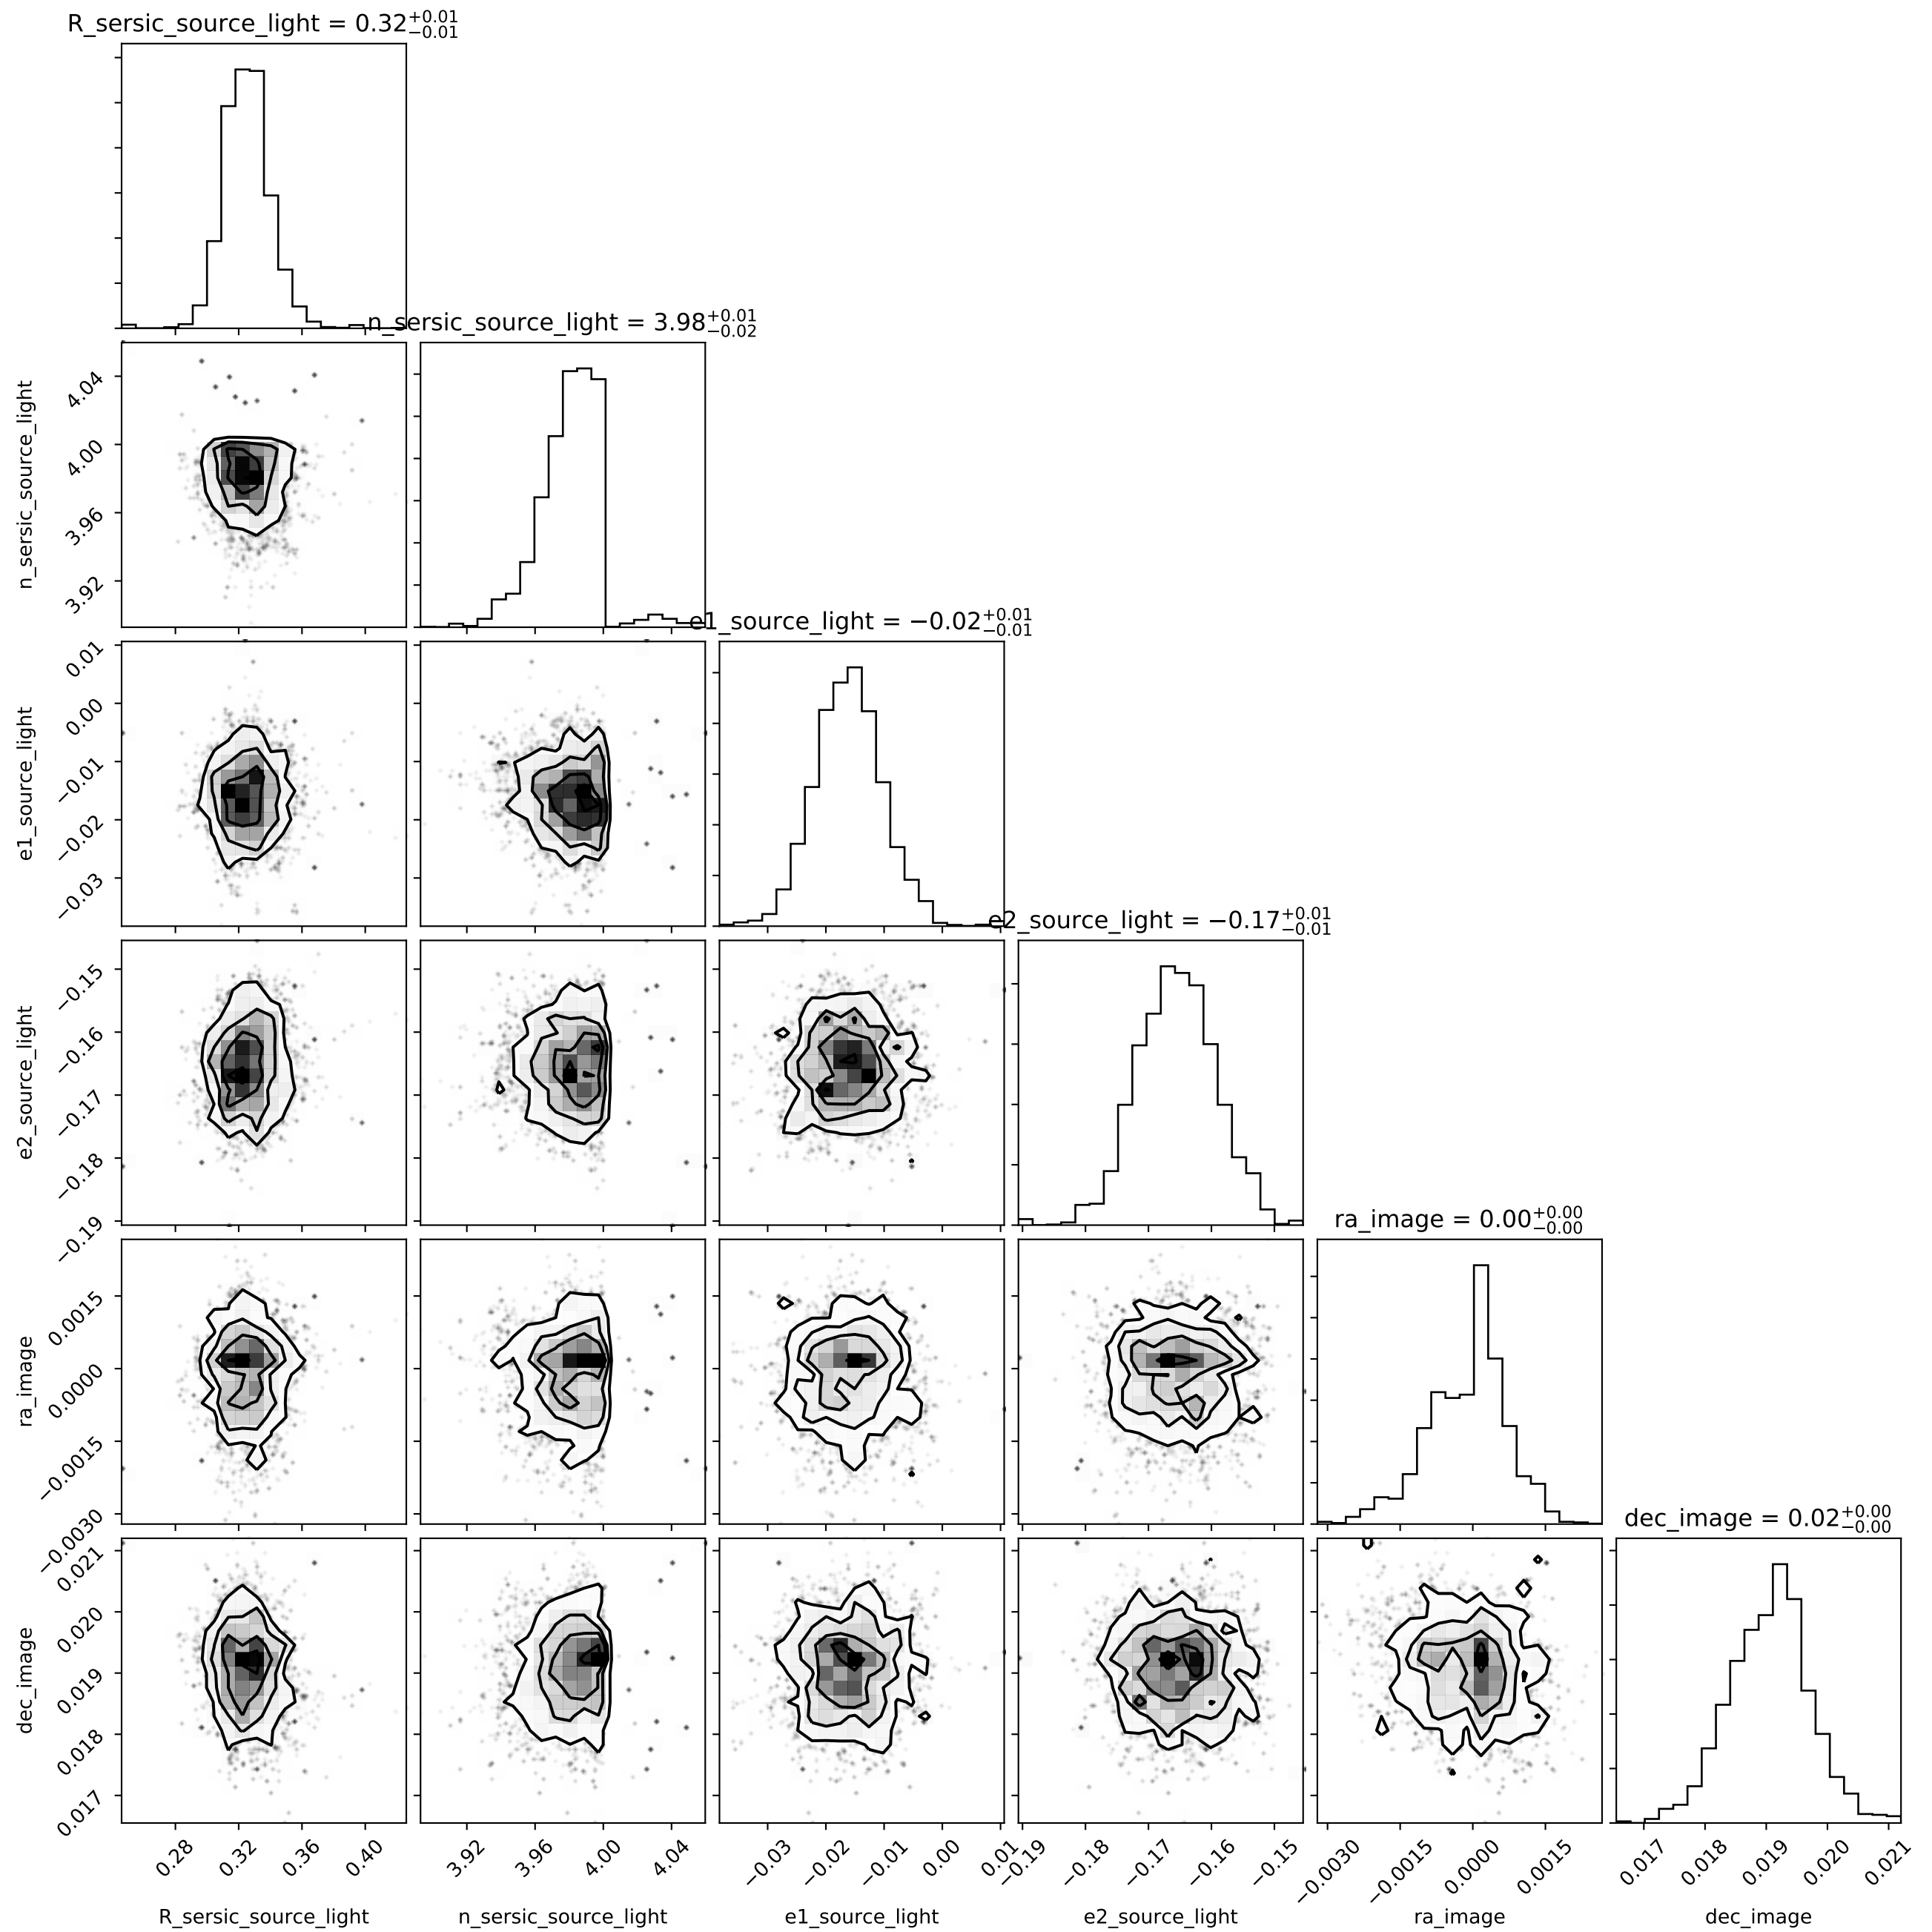 R_sersic_source_light = 0.32+0.01 −0.01
n_sersic_source_light = 3.98+0.01 −0.02
n_sersic_source_light
4.04
4.00
3.96
3.92
e1_source_light = −0.02+0.01 −0.01
e1_source_light
0.01
0.00
−0.01
−0.02
−0.03
e2_source_light = −0.17+0.01 −0.01
e2_source_light
−0.15
−0.16
−0.17
−0.18
−0.19
ra_image = 0.00+0.00 −0.00
ra_image
0.0015
0.0000
−0.0015
−0.0030
dec_image = 0.02+0.00 −0.00
dec_image
0.021
0.020
0.019
0.018
0.017
0.28 0.32 0.36 0.40 3.92 3.96 4.00 4.04 −0.03 −0.02 −0.01 0.00 0.01 −0.19 −0.18 −0.17 −0.16 −0.15 −0.0030 −0.0015 0.0000 0.0015 0.017 0.018 0.019 0.020 0.021
R_sersic_source_light n_sersic_source_light e1_source_light e2_source_light ra_image dec_image